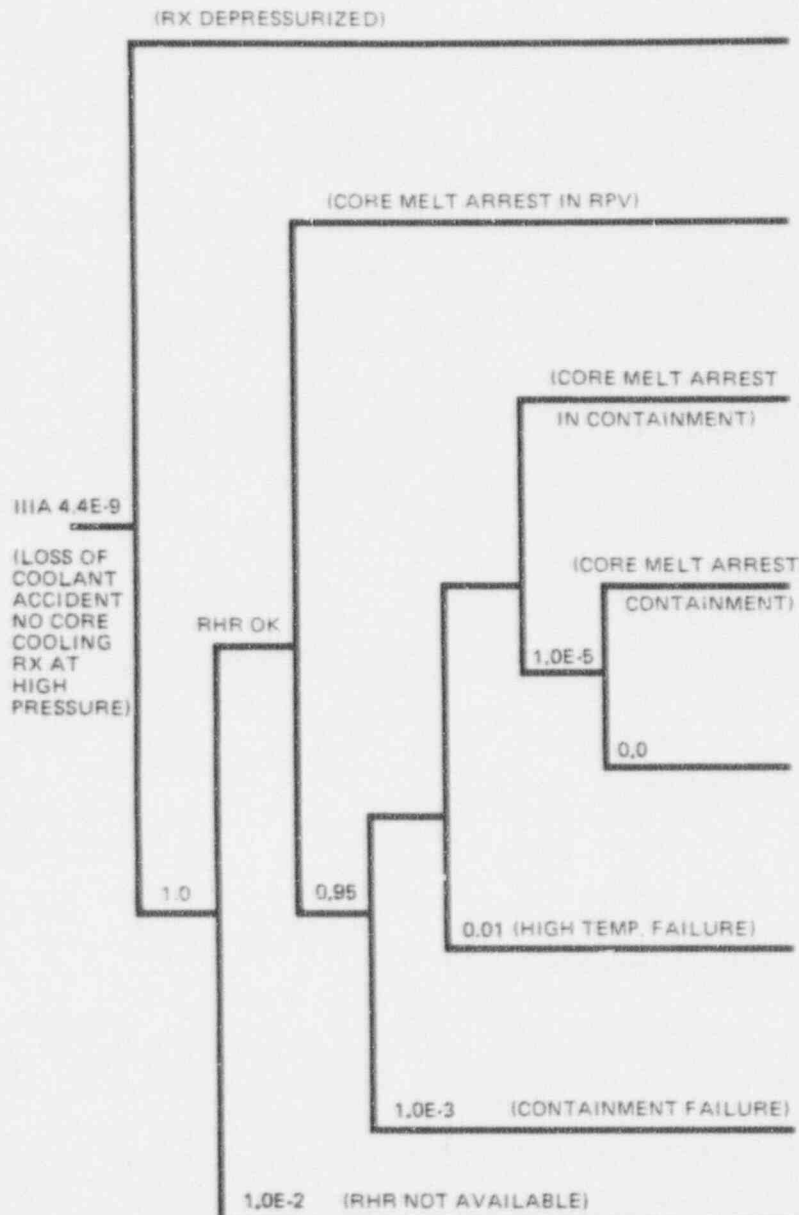 (RX DEPRESSURIZED)
(CORE MELT ARREST IN RPV)
(CORE MELT ARREST
IN CONTAINMENT)
IIIA 4.4E-9
(LOSS OF
COOLANT
ACCIDENT
NO CORE
COOLING
RX AT
HIGH
PRESSURE)
(CORE MELT ARREST
CONTAINMENT)
RHR OK
1.0E-5
0.0
1.0
0.95
0.01 (HIGH TEMP. FAILURE)
1.0E-3 (CONTAINMENT FAILURE)
1.0E-2 (RHR NOT AVAILABLE)